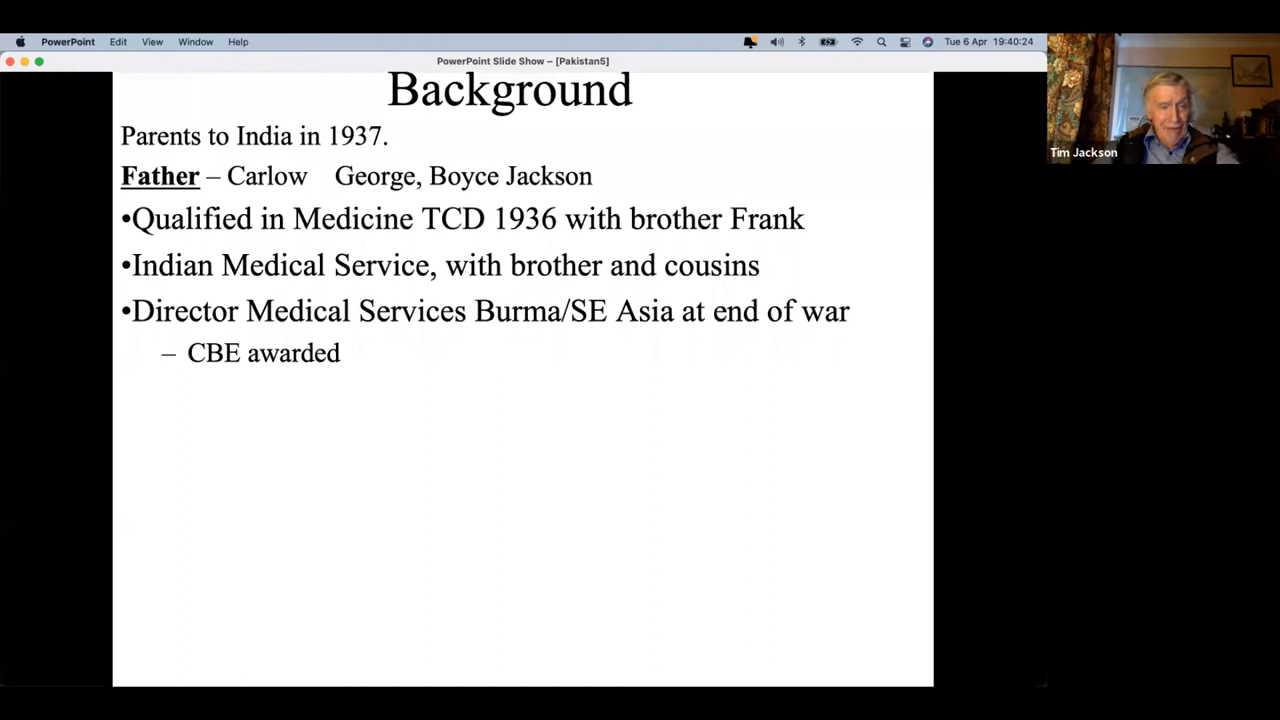 PowerPoint Edit View Window Help Tue 6 Apr 19:40:24
PowerPoint Slide Show – [Pakistan5]
Background
Parents to India in 1937.
Father – Carlow George, Boyce Jackson
•Qualified in Medicine TCD 1936 with brother Frank
•Indian Medical Service, with brother and cousins
•Director Medical Services Burma/SE Asia at end of war
– CBE awarded
Tim Jackson